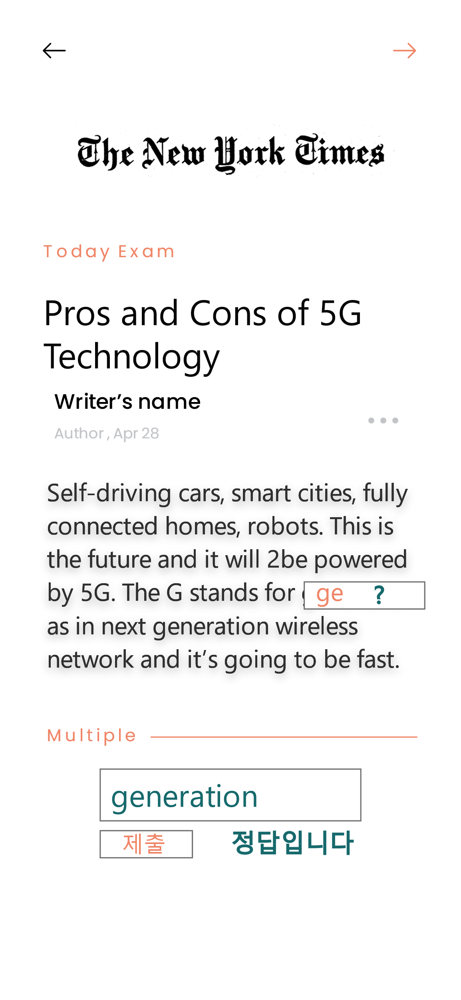 The New York Times
Today Exam
Pros and Cons of 5G
Technology
Writer’s name
Author , Apr 28
Self-driving cars, smart cities, fully
connected homes, robots. This is
the future and it will 2be powered
by 5G. The G stands for ge ?
as in next generation wireless
network and it’s going to be fast.
Multiple
generation
제출 정답입니다